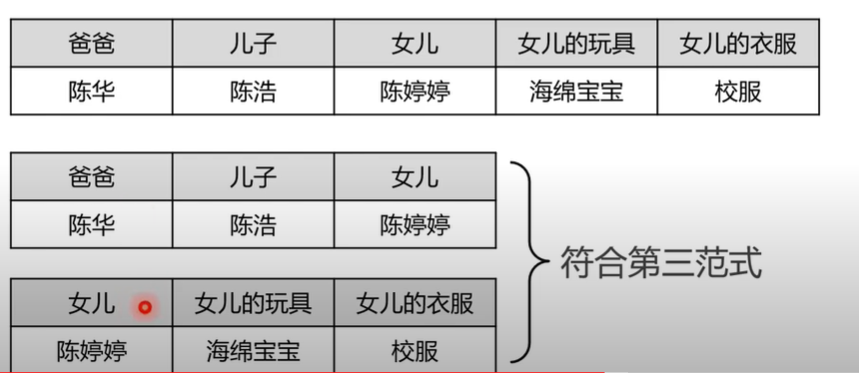 爸爸 儿子 女儿 女儿的玩具 女儿的衣服
陈华 陈浩 陈婷婷 海绵宝宝 校服
爸爸 儿子 女儿
陈华 陈浩 陈婷婷
符合第三范式
女儿 女儿的玩具 女儿的衣服
陈婷婷 海绵宝宝 校服